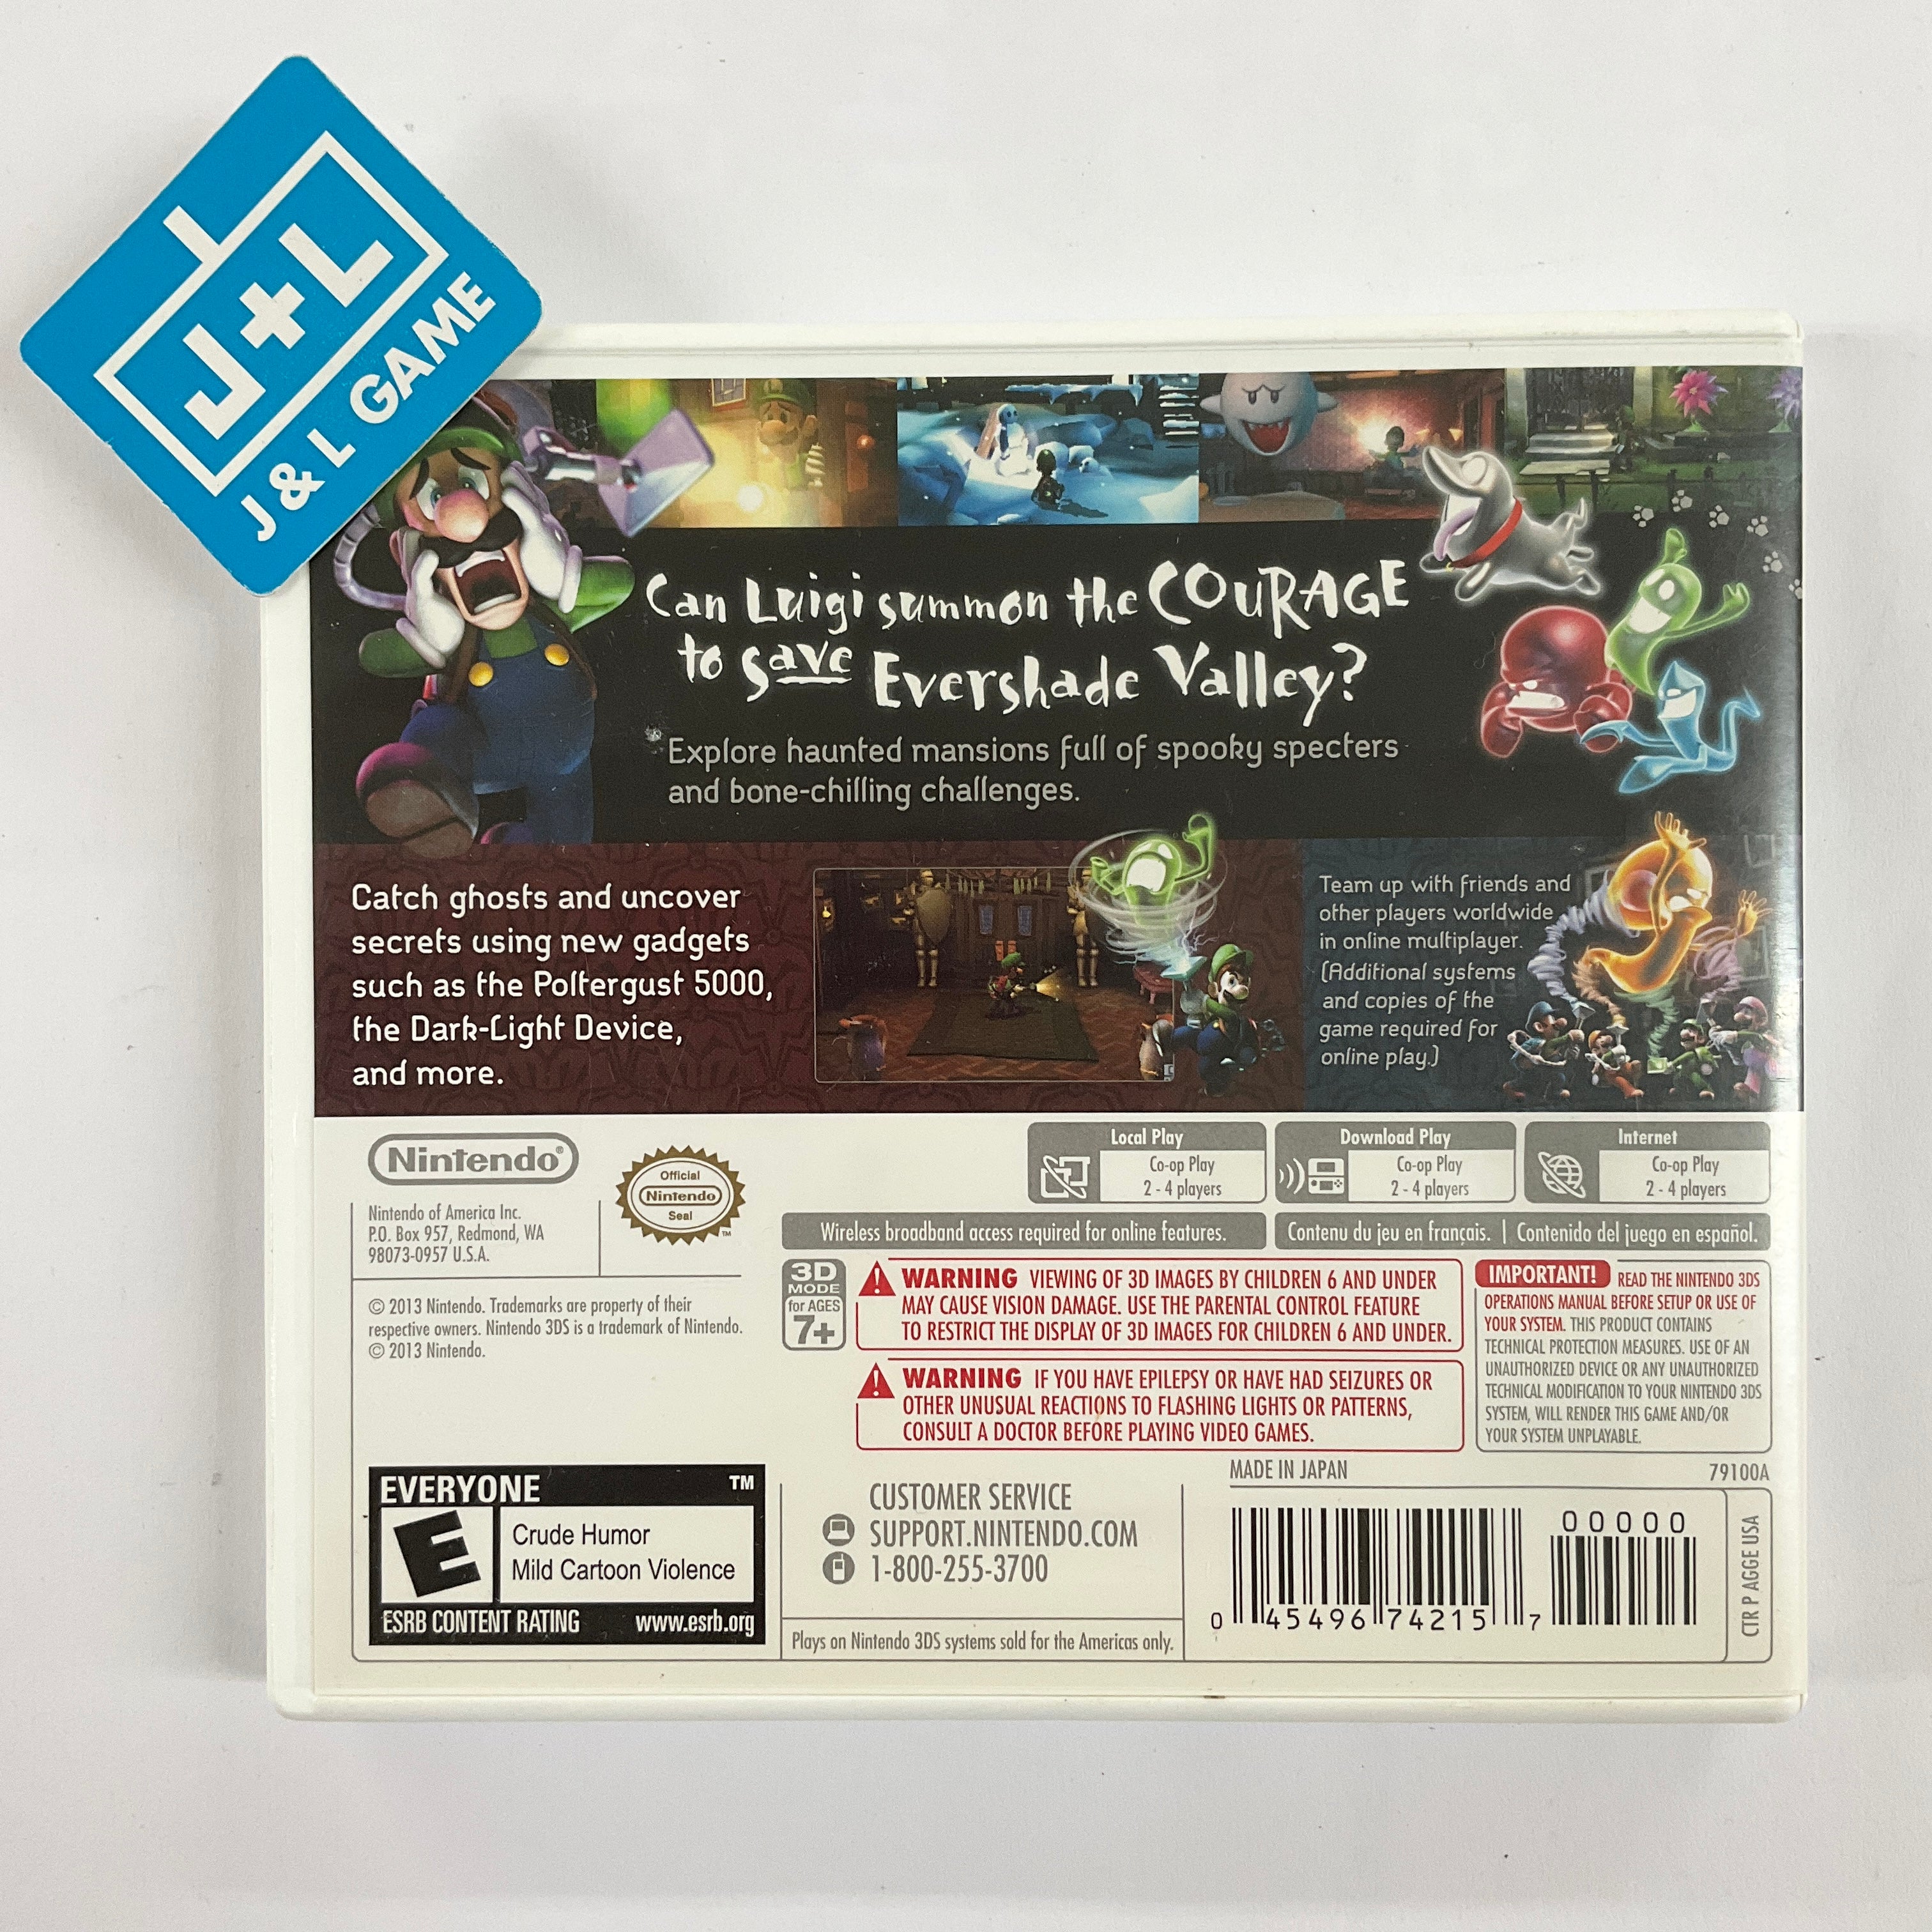 J+L
J & L GAME
Can Luigi summon the COURAGE
to save Evershade Valley?
Explore haunted mansions full of spooky specters
and bone-chilling challenges.
Catch ghosts and uncover
secrets using new gadgets
such as the Poltergust 5000,
the Dark-Light Device,
and more.
Team up with friends and
other players worldwide
in online multiplayer.
(Additional systems
and copies of the
game required for
online play.)
Nintendo®
Official
Nintendo
Seal
TM
Nintendo of America Inc.
P.O. Box 957, Redmond, WA
98073-0957 U.S.A.
© 2013 Nintendo. Trademarks are property of their
respective owners. Nintendo 3DS is a trademark of Nintendo.
© 2013 Nintendo.
Local Play
Co-op Play
2 - 4 players
Download Play
Co-op Play
2 - 4 players
Internet
Co-op Play
2 - 4 players
Wireless broadband access required for online features.
Contenu du jeu en français. | Contenido del juego en español.
3D
MODE
for AGES
7+
WARNING VIEWING OF 3D IMAGES BY CHILDREN 6 AND UNDER
MAY CAUSE VISION DAMAGE. USE THE PARENTAL CONTROL FEATURE
TO RESTRICT THE DISPLAY OF 3D IMAGES FOR CHILDREN 6 AND UNDER.
WARNING IF YOU HAVE EPILEPSY OR HAVE HAD SEIZURES OR
OTHER UNUSUAL REACTIONS TO FLASHING LIGHTS OR PATTERNS,
CONSULT A DOCTOR BEFORE PLAYING VIDEO GAMES.
IMPORTANT! READ THE NINTENDO 3DS
OPERATIONS MANUAL BEFORE SETUP OR USE OF
YOUR SYSTEM. THIS PRODUCT CONTAINS
TECHNICAL PROTECTION MEASURES. USE OF AN
UNAUTHORIZED DEVICE OR ANY UNAUTHORIZED
TECHNICAL MODIFICATION TO YOUR NINTENDO 3DS
SYSTEM, WILL RENDER THIS GAME AND/OR
YOUR SYSTEM UNPLAYABLE.
EVERYONE TM
E
Crude Humor
Mild Cartoon Violence
ESRB CONTENT RATING www.esrb.org
CUSTOMER SERVICE
SUPPORT.NINTENDO.COM
1-800-255-3700
Plays on Nintendo 3DS systems sold for the Americas only.
MADE IN JAPAN
79100A
00000
0 45496 74215 7
CTR P AGGE USA